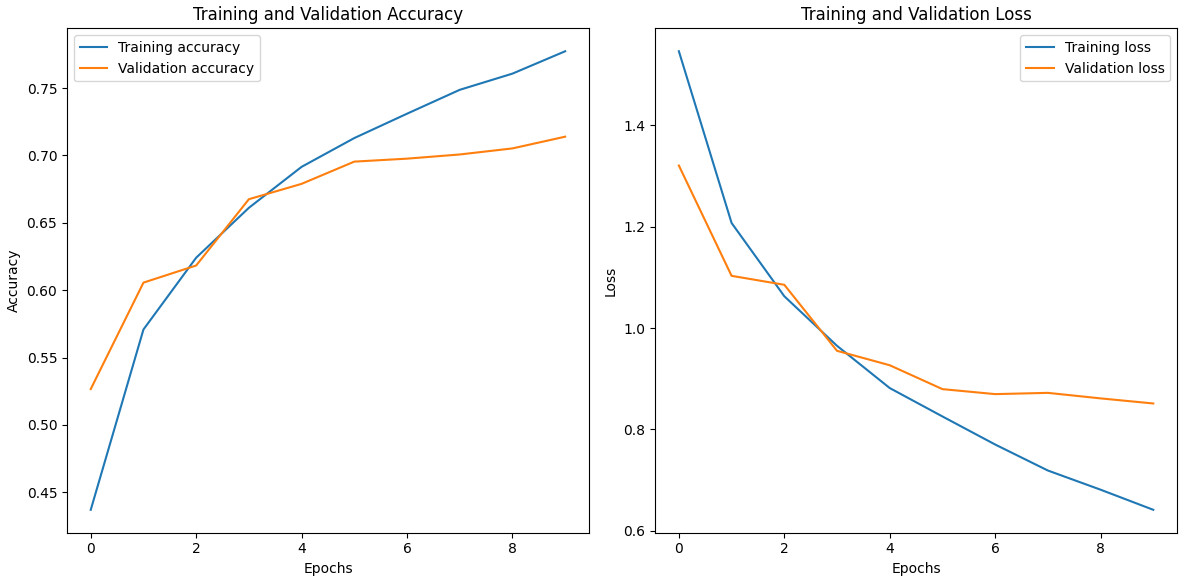 Training and Validation Accuracy
Training accuracy
Validation accuracy
0.75
0.70
0.65
0.60
0.55
0.50
0.45
Accuracy
0 2 4 6 8
Epochs
Training and Validation Loss
Training loss
Validation loss
1.4
1.2
1.0
0.8
0.6
Loss
0 2 4 6 8
Epochs